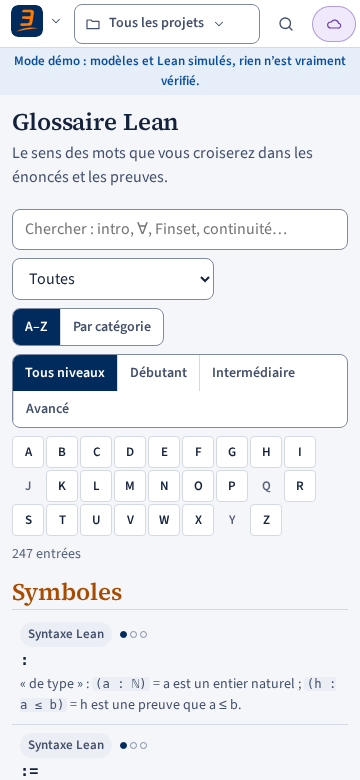 Tous les projets
Mode démo : modèles et Lean simulés, rien n'est vraiment
vérifié.
Glossaire Lean
Le sens des mots que vous croiserez dans les
énoncés et les preuves.
Chercher : intro, ∀, Finset, continuité…
Toutes
A–Z Par catégorie
Tous niveaux Débutant Intermédiaire
Avancé
A B C D E F G H I
J K L M N O P Q R
S T U V W X Y Z
247 entrées
Symboles
Syntaxe Lean
:
« de type » : (a : ℕ) = a est un entier naturel ; (h :
a ≤ b) = h est une preuve que a ≤ b.
Syntaxe Lean
:=